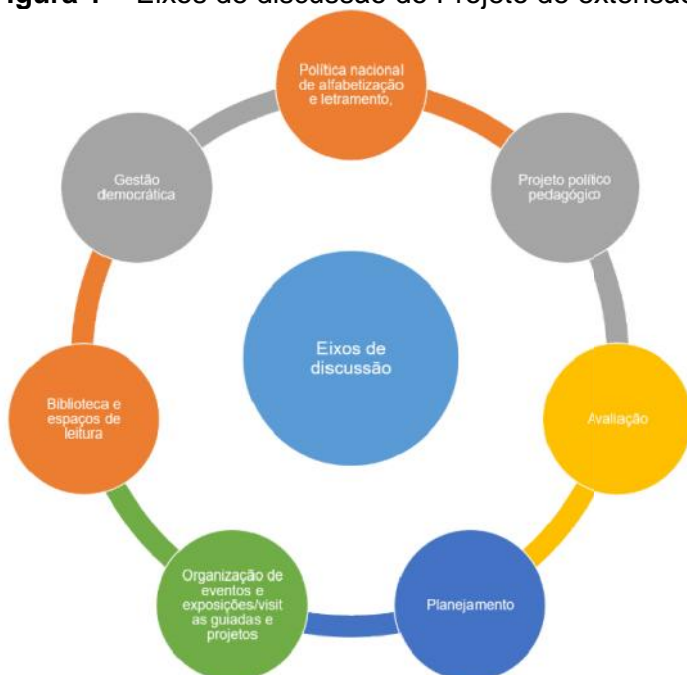 Eixos de discussão do Projeto de extensão
Política nacional
de alfabetização
e letramento,
Gestão
democrática
Projeto político
pedagógico
Eixos de
discussão
Biblioteca e
espaços de
leitura
Avaliação
Organização de
eventos e
exposições/visit
as guiadas e
projetos
Planejamento